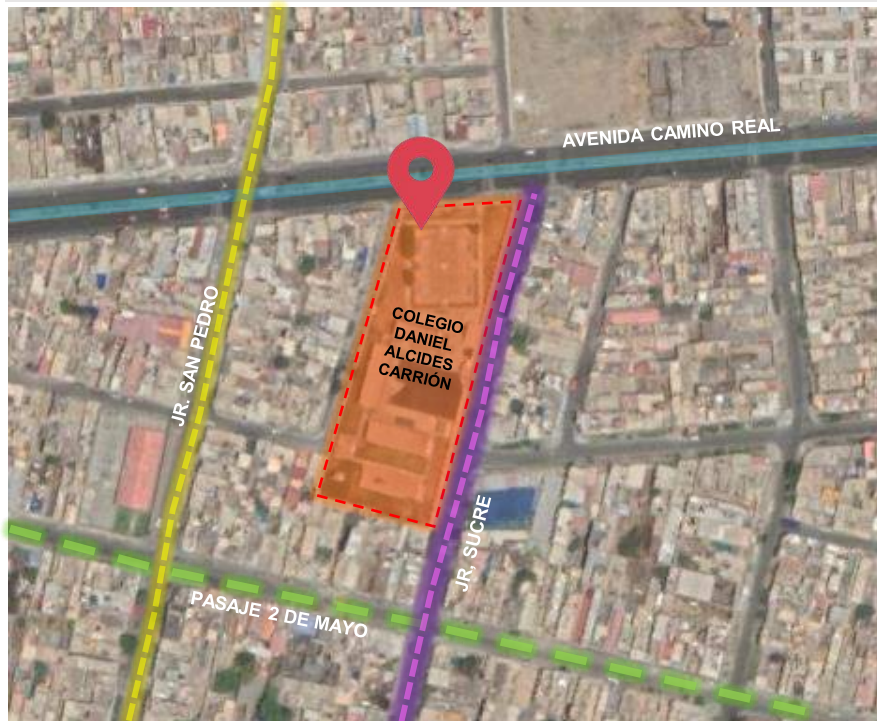 AVENIDA CAMINO REAL
COLEGIO
DANIEL
ALCIDES
CARRIÓN
JR. SAN PEDRO
JR, SUCRE
PASAJE 2 DE MAYO